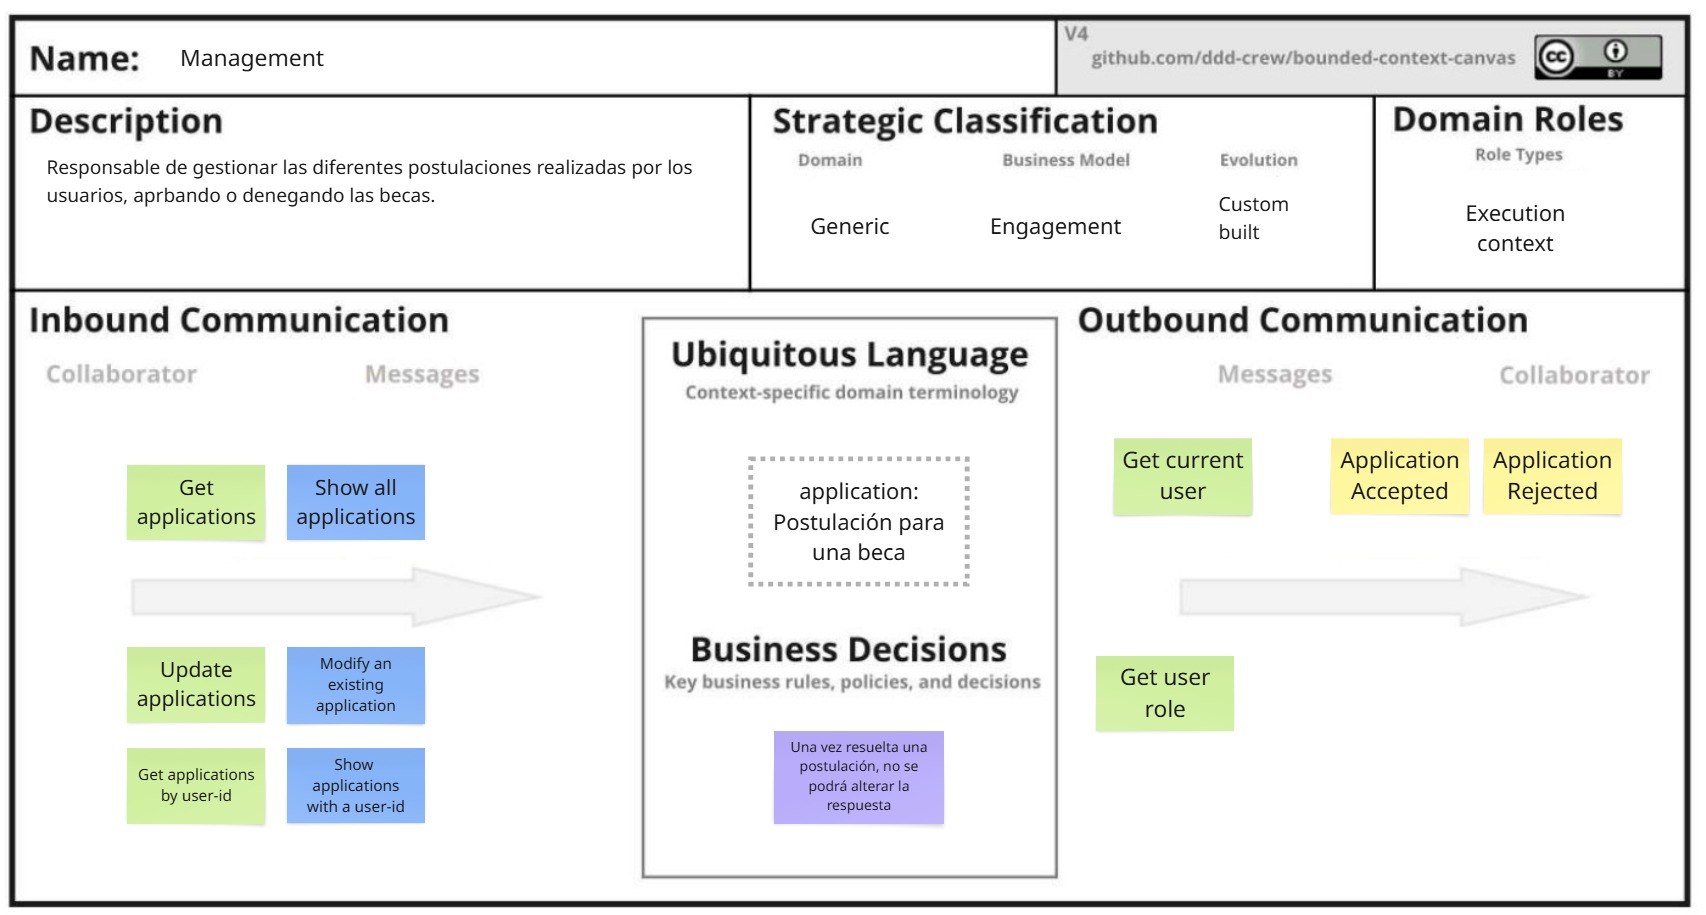 Name: Management
V4
github.com/ddd-crew/bounded-context-canvas
cc
BY
Description
Responsable de gestionar las diferentes postulaciones realizadas por los
usuarios, aprbando o denegando las becas.
Strategic Classification
Domain Business Model Evolution
Generic Engagement Custom
built
Domain Roles
Role Types
Execution
context
Inbound Communication
Collaborator Messages
Get
applications
Show all
applications
Update
applications
Modify an
existing
application
Get applications
by user-id
Show
applications
with a user-id
Ubiquitous Language
Context-specific domain terminology
application:
Postulación para
una beca
Business Decisions
Key business rules, policies, and decisions
Una vez resuelta una
postulación, no se
podrá alterar la
respuesta
Outbound Communication
Messages Collaborator
Get current
user
Application
Accepted
Application
Rejected
Get user
role